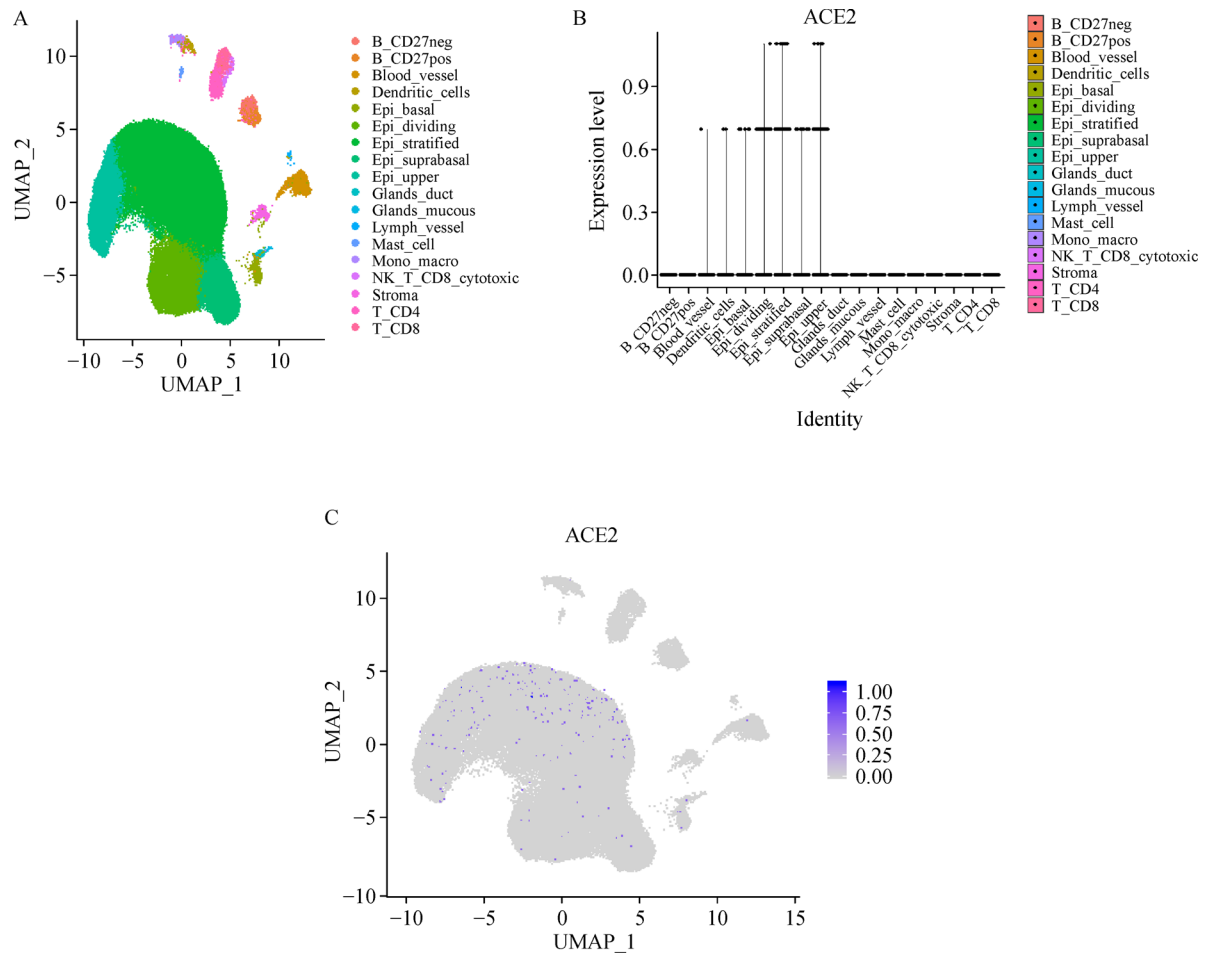 A
10
5
0
−5
UMAP_2
−10
−5
0
5
10
UMAP_1
B_CD27neg
B_CD27pos
Blood_vessel
Dendritic_cells
Epi_basal
Epi_dividing
Epi_stratified
Epi_suprabasal
Epi_upper
Glands_duct
Glands_mucous
Lymph_vessel
Mast_cell
Mono_macro
NK_T_CD8_cytotoxic
Stroma
T_CD4
T_CD8
B
ACE2
Expression level
0.9
0.6
0.3
0.0
B_CD27neg
B_CD27pos
Blood_vessel
Dendritic_cells
Epi_basal
Epi_dividing
Epi_stratified
Epi_suprabasal
Epi_upper
Glands_duct
Glands_mucous
Lymph_vessel
Mast_cell
Mono_macro
NK_T_CD8_cytotoxic
Stroma
T_CD4
T_CD8
Identity
B_CD27neg
B_CD27pos
Blood_vessel
Dendritic_cells
Epi_basal
Epi_dividing
Epi_stratified
Epi_suprabasal
Epi_upper
Glands_duct
Glands_mucous
Lymph_vessel
Mast_cell
Mono_macro
NK_T_CD8_cytotoxic
Stroma
T_CD4
T_CD8
C
ACE2
10
5
0
−5
−10
UMAP_2
−10
−5
0
5
10
15
UMAP_1
1.00
0.75
0.50
0.25
0.00